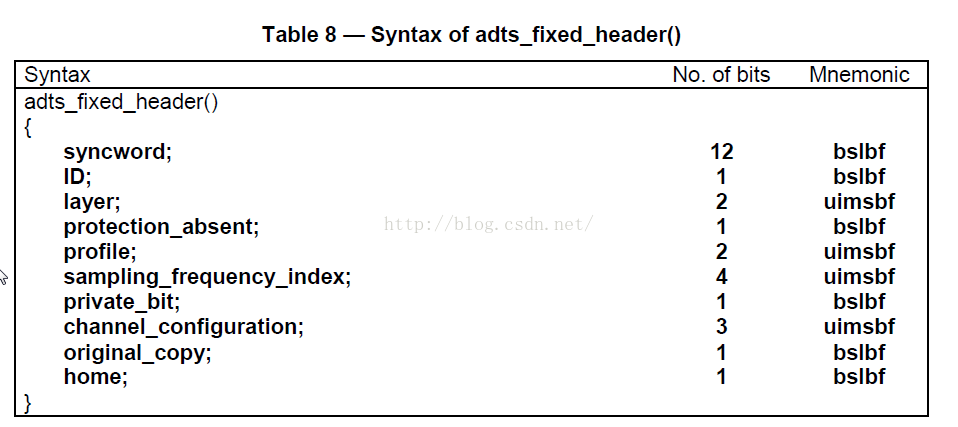 Table 8 — Syntax of adts_fixed_header()
Syntax No. of bits Mnemonic
adts_fixed_header()
{
syncword; 12 bslbf
ID; 1 bslbf
layer; 2 uimsbf
protection_absent; 1 bslbf
http://blog.csdn.net/
profile; 2 uimsbf
sampling_frequency_index; 4 uimsbf
private_bit; 1 bslbf
channel_configuration; 3 uimsbf
original_copy; 1 bslbf
home; 1 bslbf
}